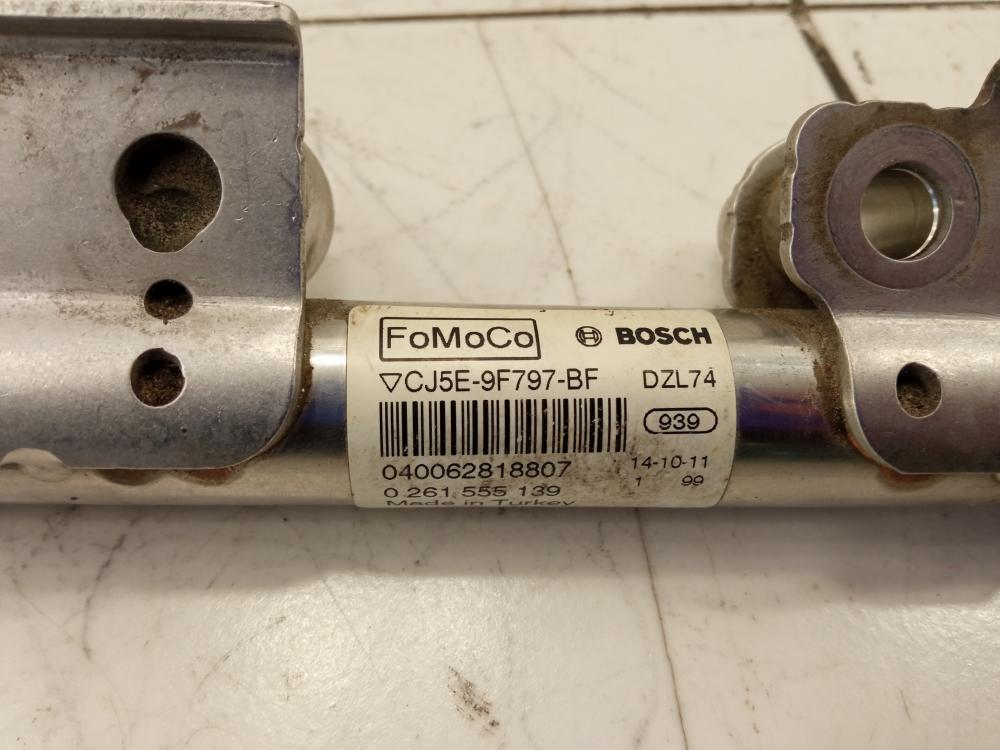 FoMoCo BOSCH
▽CJ5E-9F797-BF DZL74
939
040062818807 14-10-11
0 261 555 139 1 99
Made in Turkey